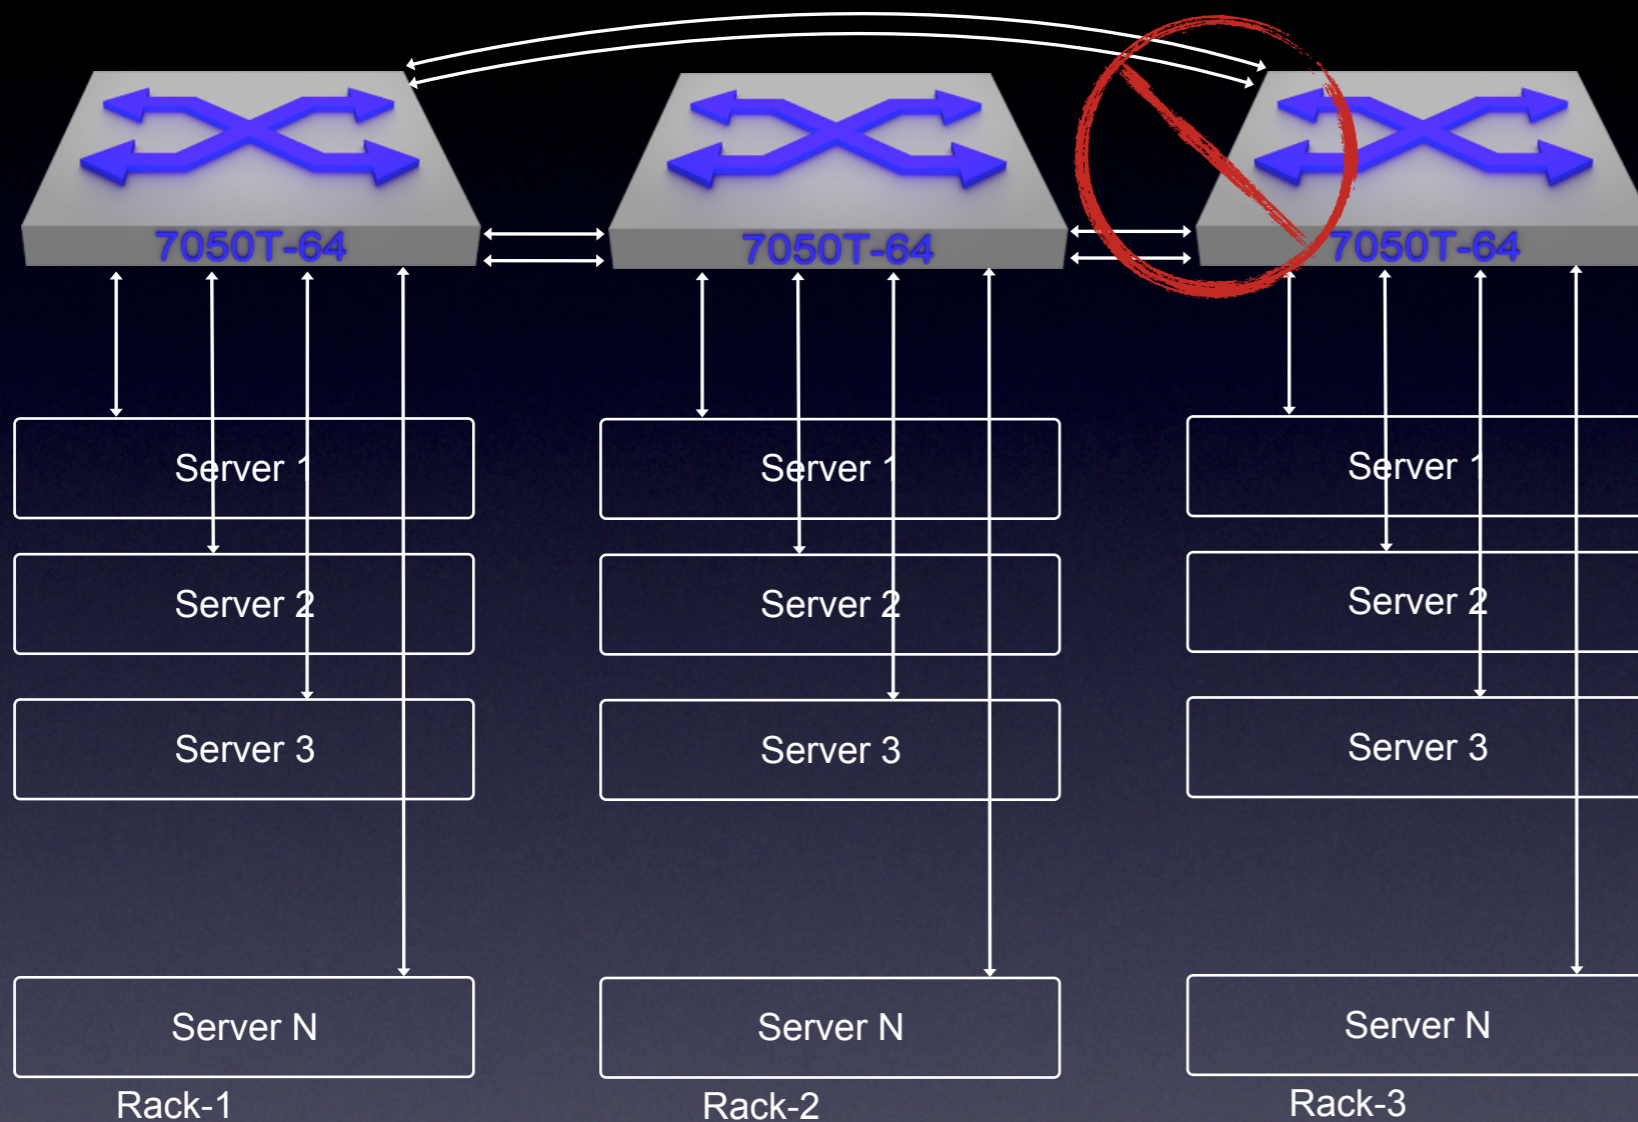 7050T-64
7050T-64
7050T-64
Server 1
Server 1
Server 1
Server 2
Server 2
Server 2
Server 3
Server 3
Server 3
Server N
Server N
Server N
Rack-1
Rack-2
Rack-3